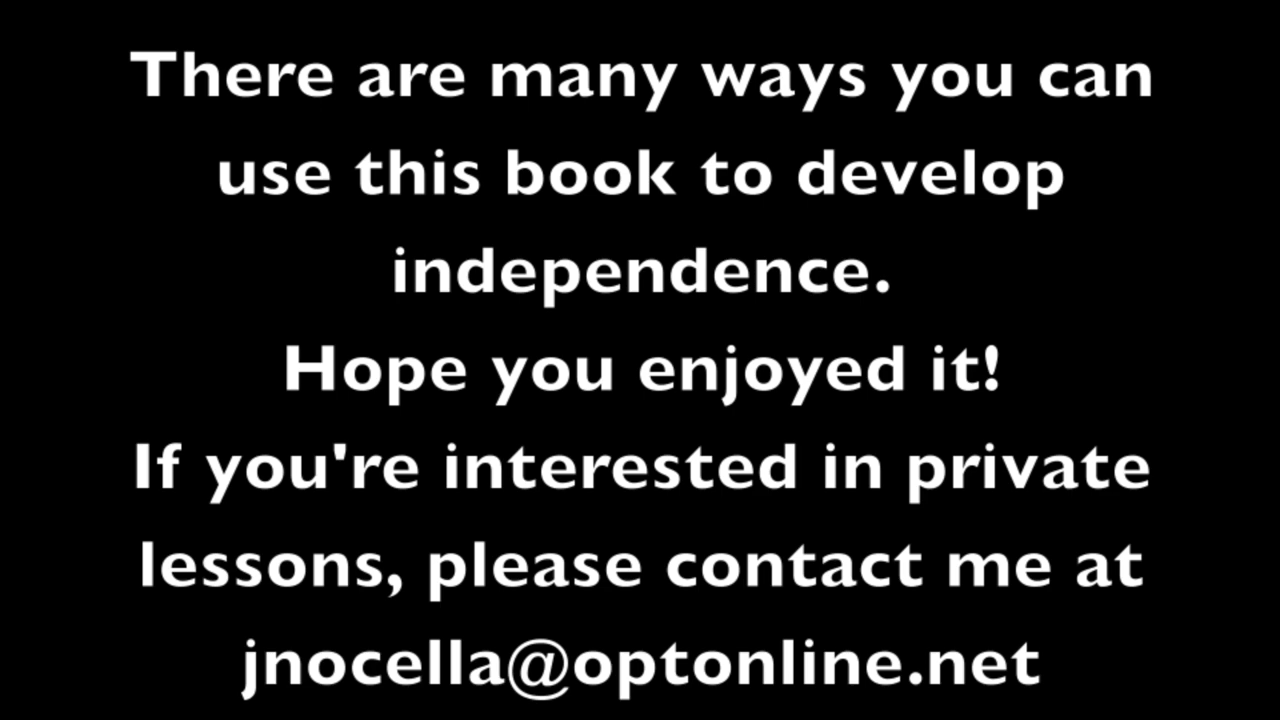 There are many ways you can
use this book to develop
independence.
Hope you enjoyed it!
If you're interested in private
lessons, please contact me at
jnocella@optonline.net